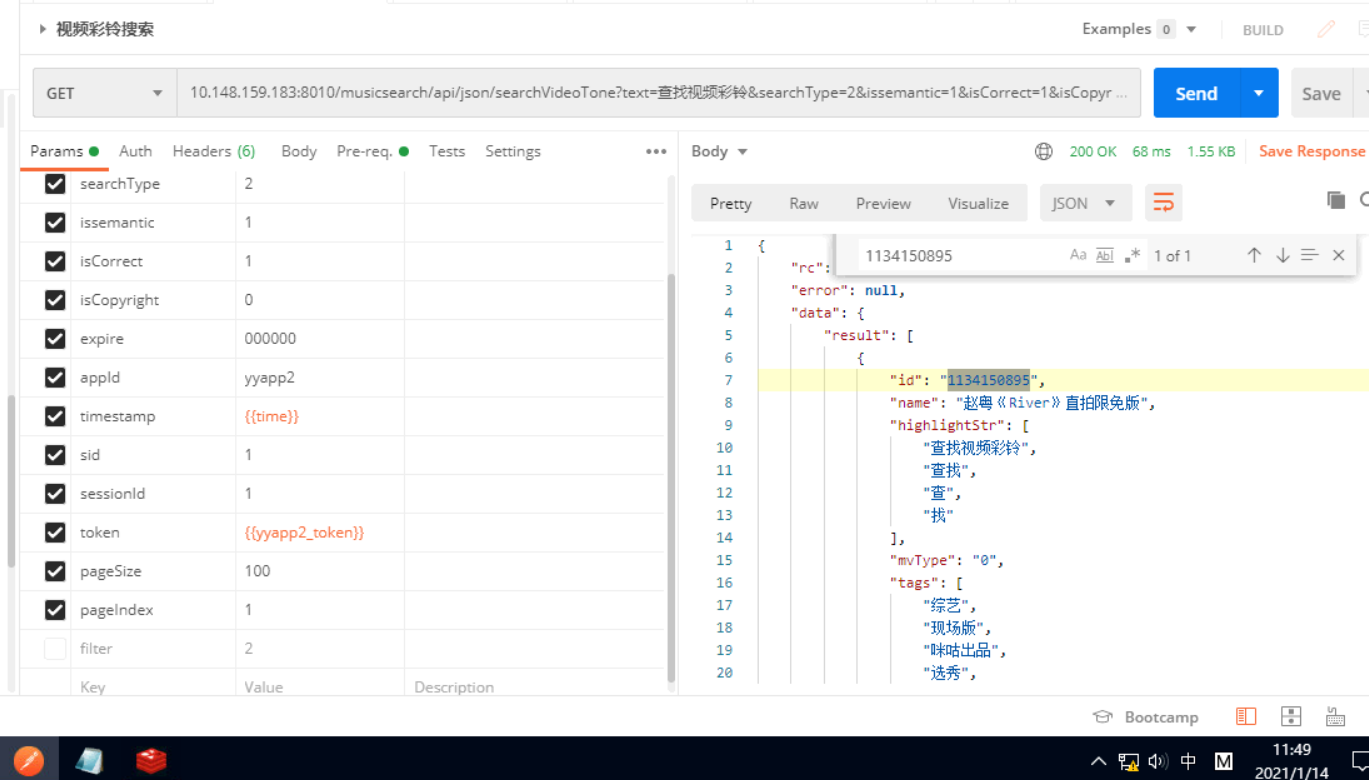 视频彩铃搜索
Examples 0
BUILD
GET
10.148.159.183:8010/musicsearch/api/json/searchVideoTone?text=查找视频彩铃&searchType=2&issemantic=1&isCorrect=1&isCopyr ...
Send
Save
Params
Auth
Headers (6)
Body
Pre-req.
Tests
Settings
searchType 2
issemantic 1
isCorrect 1
isCopyright 0
expire 000000
appId yyapp2
timestamp {{time}}
sid 1
sessionId 1
token {{yyapp2_token}}
pageSize 100
pageIndex 1
filter 2
Key Value Description
Body
200 OK 68 ms 1.55 KB Save Response
Pretty Raw Preview Visualize JSON
1134150895 Aa Abl .* 1 of 1
1 {
2 "rc":
3 "error": null,
4 "data": {
5 "result": [
6 {
7 "id": "1134150895",
8 "name": "赵粤《River》直拍限免版",
9 "highlightStr": [
10 "查找视频彩铃",
11 "查找",
12 "查",
13 "找"
14 ],
15 "mvType": "0",
16 "tags": [
17 "综艺",
18 "现场版",
19 "咪咕出品",
20 "选秀",
Bootcamp
中
M
11:49
2021/1/14